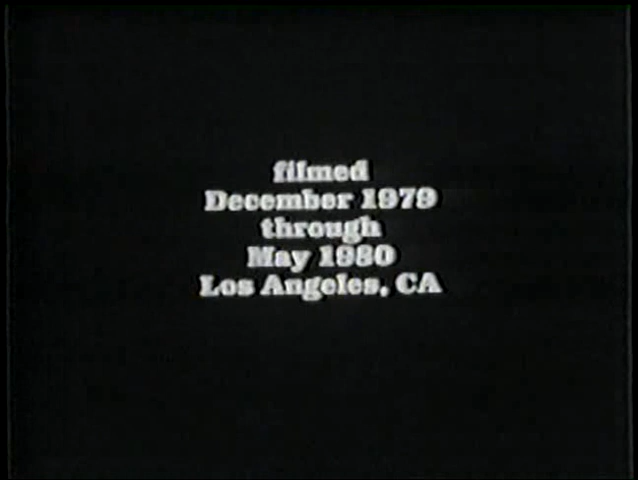 filmed
December 1979
through
May 1980
Los Angeles, CA